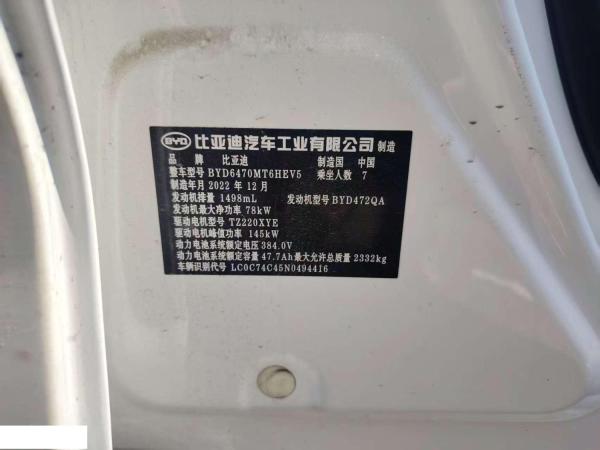 BYD 比亚迪汽车工业有限公司 制造
品 牌 比亚迪 制造国 中国
整车型号 BYD6470MT6HEV5 乘坐人数 7
制造年月 2022 年 12 月
发动机排量 1498mL 发动机型号 BYD472QA
发动机最大净功率 78kW
驱动电机型号 TZ220XYE
驱动电机峰值功率 145kW
动力电池系统额定电压 384.0V
动力电池系统额定容量 47.7Ah 最大允许总质量 2332kg
车辆识别代号 LC0C74C45N0494416